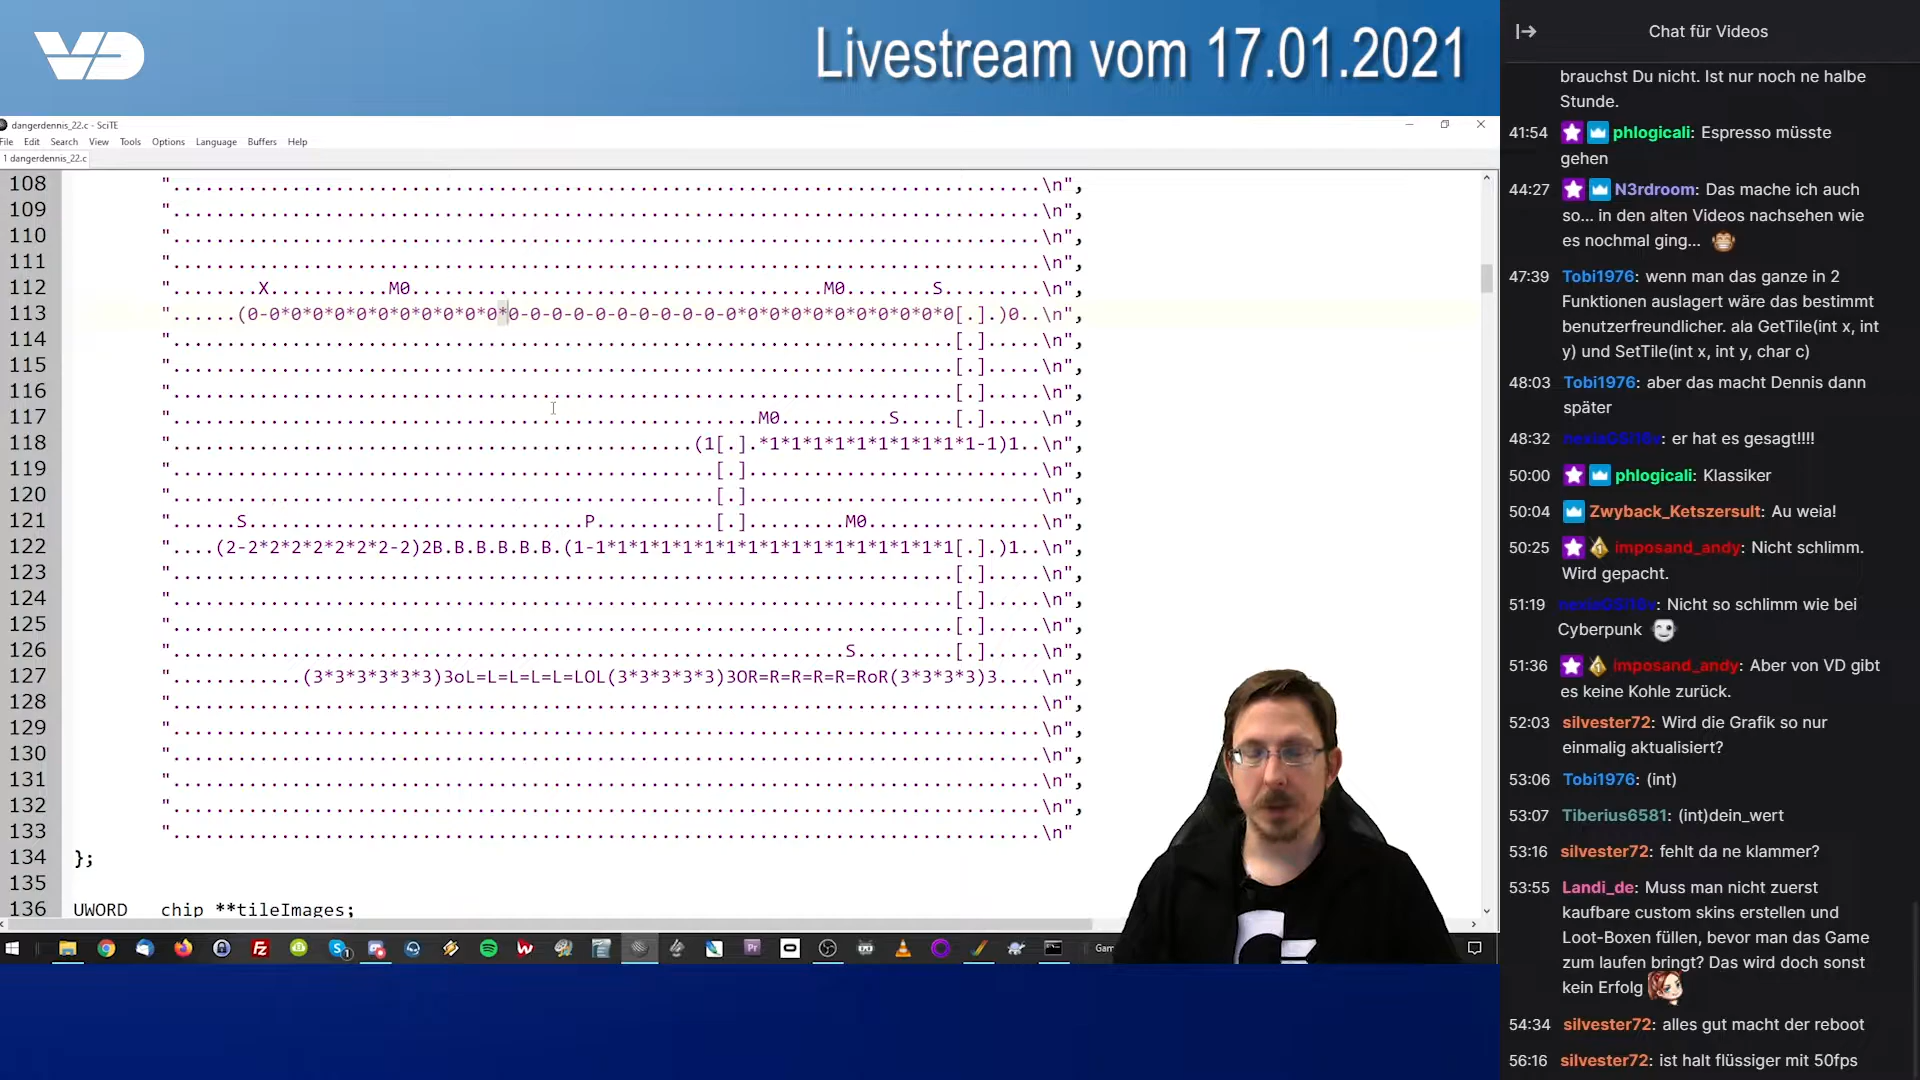 VD
Livestream vom 17.01.2021
Chat für Videos
dangerdennis_22.c - SciTE
File Edit Search View Tools Options Language Buffers Help
1 dangerdennis_22.c
108 "................................................................................\n",
109 "................................................................................\n",
110 "................................................................................\n",
111 "................................................................................\n",
112 "........X...........M0......................................M0........S.........\n",
113 "......(0-0*0*0*0*0*0*0*0*0*0*0*0-0-0-0-0-0-0-0-0-0-0*0*0*0*0*0*0*0*0*0*0[.].)0..\n",
114 "........................................................................[.].....\n",
115 "........................................................................[.].....\n",
116 "........................................................................[.].....\n",
117 "......................................................M0..........S.....[.].....\n",
118 "................................................(1[.].*1*1*1*1*1*1*1*1*1*1-1)1..\n",
119 "..................................................[.]...........................\n",
120 "..................................................[.]...........................\n",
121 "......S...............................P...........[.].........M0................\n",
122 "....(2-2*2*2*2*2*2*2-2)2B.B.B.B.B.B.(1-1*1*1*1*1*1*1*1*1*1*1*1*1*1*1*1*1[.].)1..\n",
123 "........................................................................[.].....\n",
124 "........................................................................[.].....\n",
125 "........................................................................[.].....\n",
126 "..............................................................S.........[.].....\n",
127 "............(3*3*3*3*3*3)3oL=L=L=L=L=LOL(3*3*3*3*3)3OR=R=R=R=R=RoR(3*3*3*3)3....\n",
128 "................................................................................\n",
129 "................................................................................\n",
130 "................................................................................\n",
131 "................................................................................\n",
132 "................................................................................\n",
133 "................................................................................\n"
134 };
135
136 UWORD chip **tileImages;
brauchst Du nicht. Ist nur noch ne halbe
Stunde.
41:54 phlogicali: Espresso müsste
gehen
44:27 N3rdroom: Das mache ich auch
so... in den alten Videos nachsehen wie
es nochmal ging...
47:39 Tobi1976: wenn man das ganze in 2
Funktionen auslagert wäre das bestimmt
benutzerfreundlicher. ala GetTile(int x, int
y) und SetTile(int x, int y, char c)
48:03 Tobi1976: aber das macht Dennis dann
später
48:32 er hat es gesagt!!!!
50:00 phlogicali: Klassiker
50:04 Zwyback_Ketszersult: Au weia!
50:25 imposand_andy: Nicht schlimm.
Wird gepacht.
51:19 Nicht so schlimm wie bei
Cyberpunk
51:36 imposand_andy: Aber von VD gibt
es keine Kohle zurück.
52:03 silvester72: Wird die Grafik so nur
einmalig aktualisiert?
53:06 Tobi1976: (int)
53:07 Tiberius6581: (int)dein_wert
53:16 silvester72: fehlt da ne klammer?
53:55 Landi_de: Muss man nicht zuerst
kaufbare custom skins erstellen und
Loot-Boxen füllen, bevor man das Game
zum laufen bringt? Das wird doch sonst
kein Erfolg
54:34 silvester72: alles gut macht der reboot
56:16 silvester72: ist halt flüssiger mit 50fps